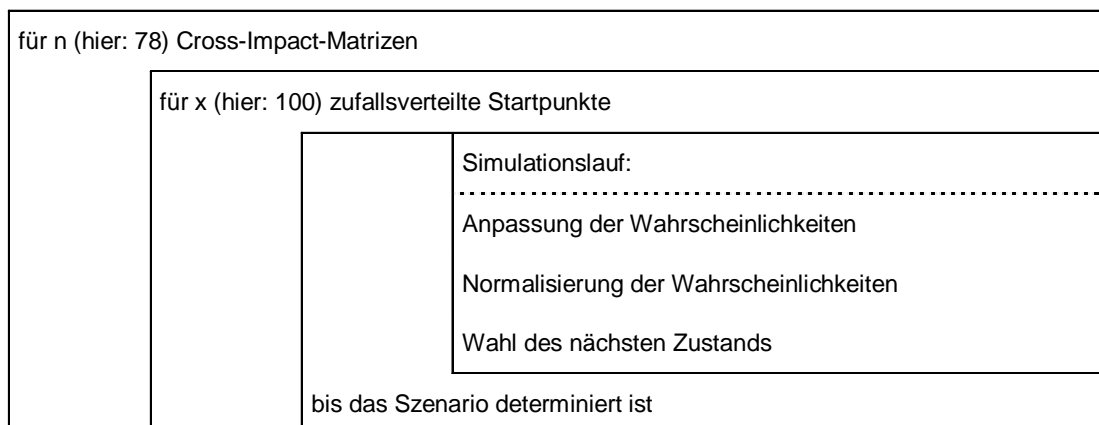 für n (hier: 78) Cross-Impact-Matrizen
für x (hier: 100) zufallsverteilte Startpunkte
Simulationslauf:
Anpassung der Wahrscheinlichkeiten
Normalisierung der Wahrscheinlichkeiten
Wahl des nächsten Zustands
bis das Szenario determiniert ist